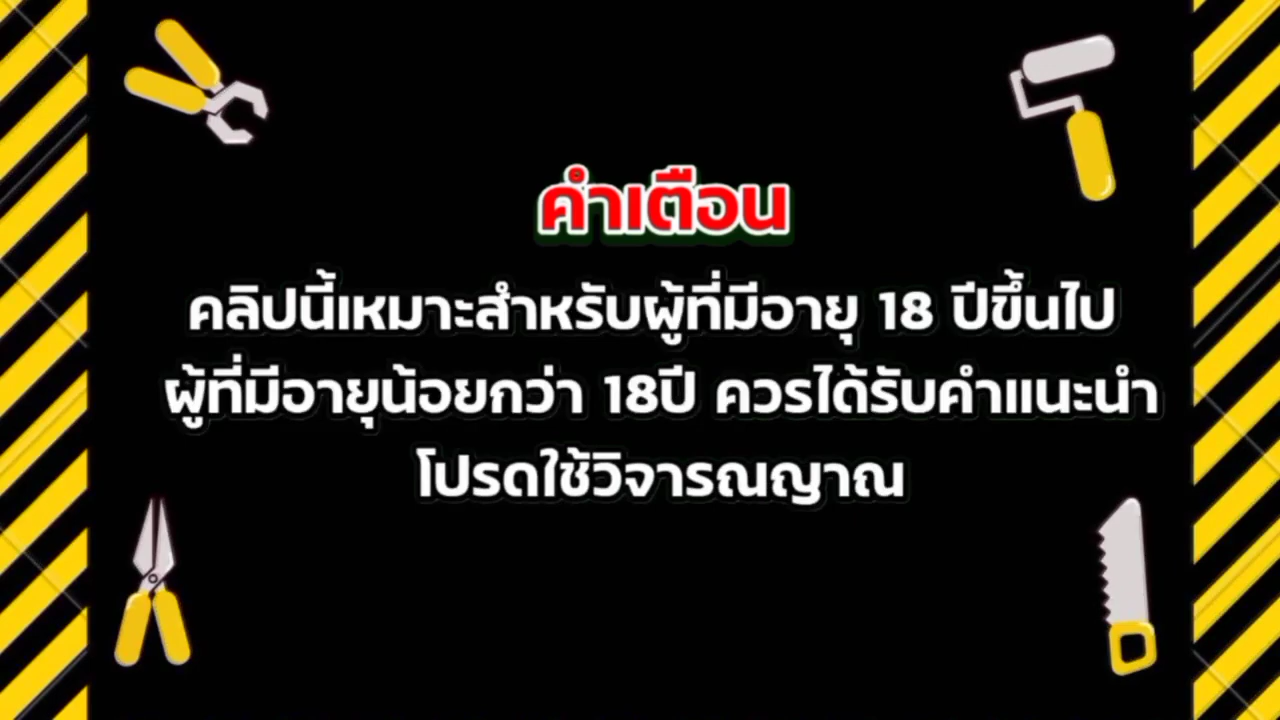 คำเตือน
คลิปนี้เหมาะสำหรับผู้ที่มีอายุ 18 ปีขึ้นไป
ผู้ที่มีอายุน้อยกว่า 18ปี ควรได้รับคำแนะนำ
โปรดใช้วิจารณญาณ